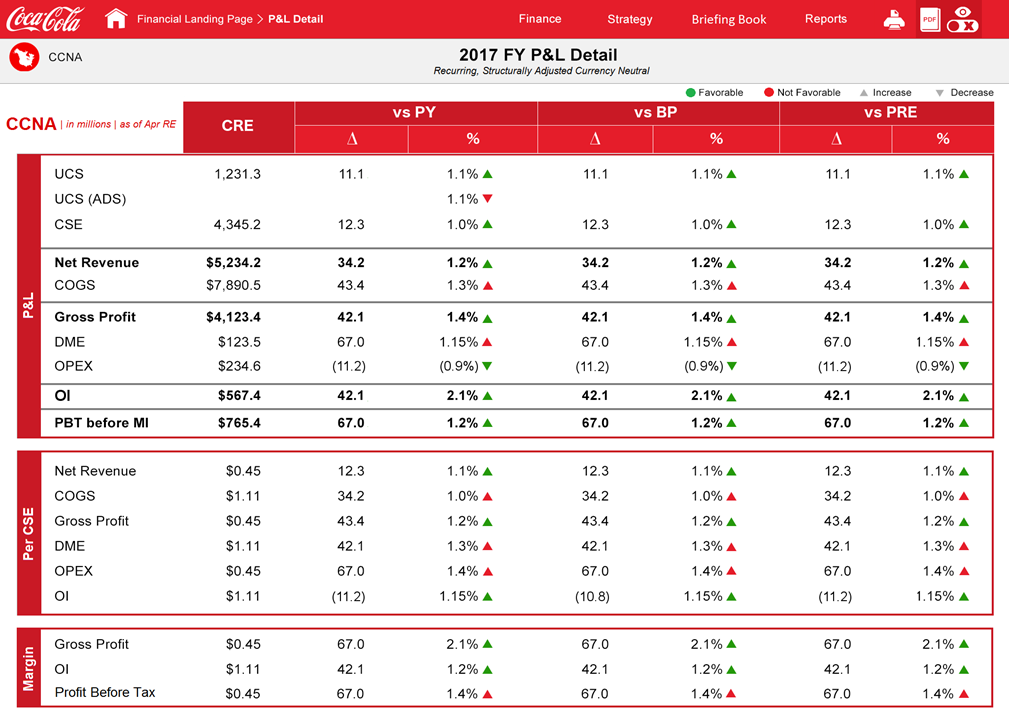 Coca-Cola Financial Landing Page > P&L Detail Finance Strategy Briefing Book Reports PDF X
CCNA
2017 FY P&L Detail
Recurring, Structurally Adjusted Currency Neutral
Favorable Not Favorable Increase Decrease
CCNA | in millions | as of Apr RE CRE vs PY vs BP vs PRE
Δ % Δ % Δ %
P&L
UCS 1,231.3 11.1 1.1% 11.1 1.1% 11.1 1.1%
UCS (ADS) 1.1%
CSE 4,345.2 12.3 1.0% 12.3 1.0% 12.3 1.0%
Net Revenue $5,234.2 34.2 1.2% 34.2 1.2% 34.2 1.2%
COGS $7,890.5 43.4 1.3% 43.4 1.3% 43.4 1.3%
Gross Profit $4,123.4 42.1 1.4% 42.1 1.4% 42.1 1.4%
DME $123.5 67.0 1.15% 67.0 1.15% 67.0 1.15%
OPEX $234.6 (11.2) (0.9%) (11.2) (0.9%) (11.2) (0.9%)
OI $567.4 42.1 2.1% 42.1 2.1% 42.1 2.1%
PBT before MI $765.4 67.0 1.2% 67.0 1.2% 67.0 1.2%
Per CSE
Net Revenue $0.45 12.3 1.1% 12.3 1.1% 12.3 1.1%
COGS $1.11 34.2 1.0% 34.2 1.0% 34.2 1.0%
Gross Profit $0.45 43.4 1.2% 43.4 1.2% 43.4 1.2%
DME $1.11 42.1 1.3% 42.1 1.3% 42.1 1.3%
OPEX $0.45 67.0 1.4% 67.0 1.4% 67.0 1.4%
OI $1.11 (11.2) 1.15% (10.8) 1.15% (11.2) 1.15%
Margin
Gross Profit $0.45 67.0 2.1% 67.0 2.1% 67.0 2.1%
OI $1.11 42.1 1.2% 42.1 1.2% 42.1 1.2%
Profit Before Tax $0.45 67.0 1.4% 67.0 1.4% 67.0 1.4%